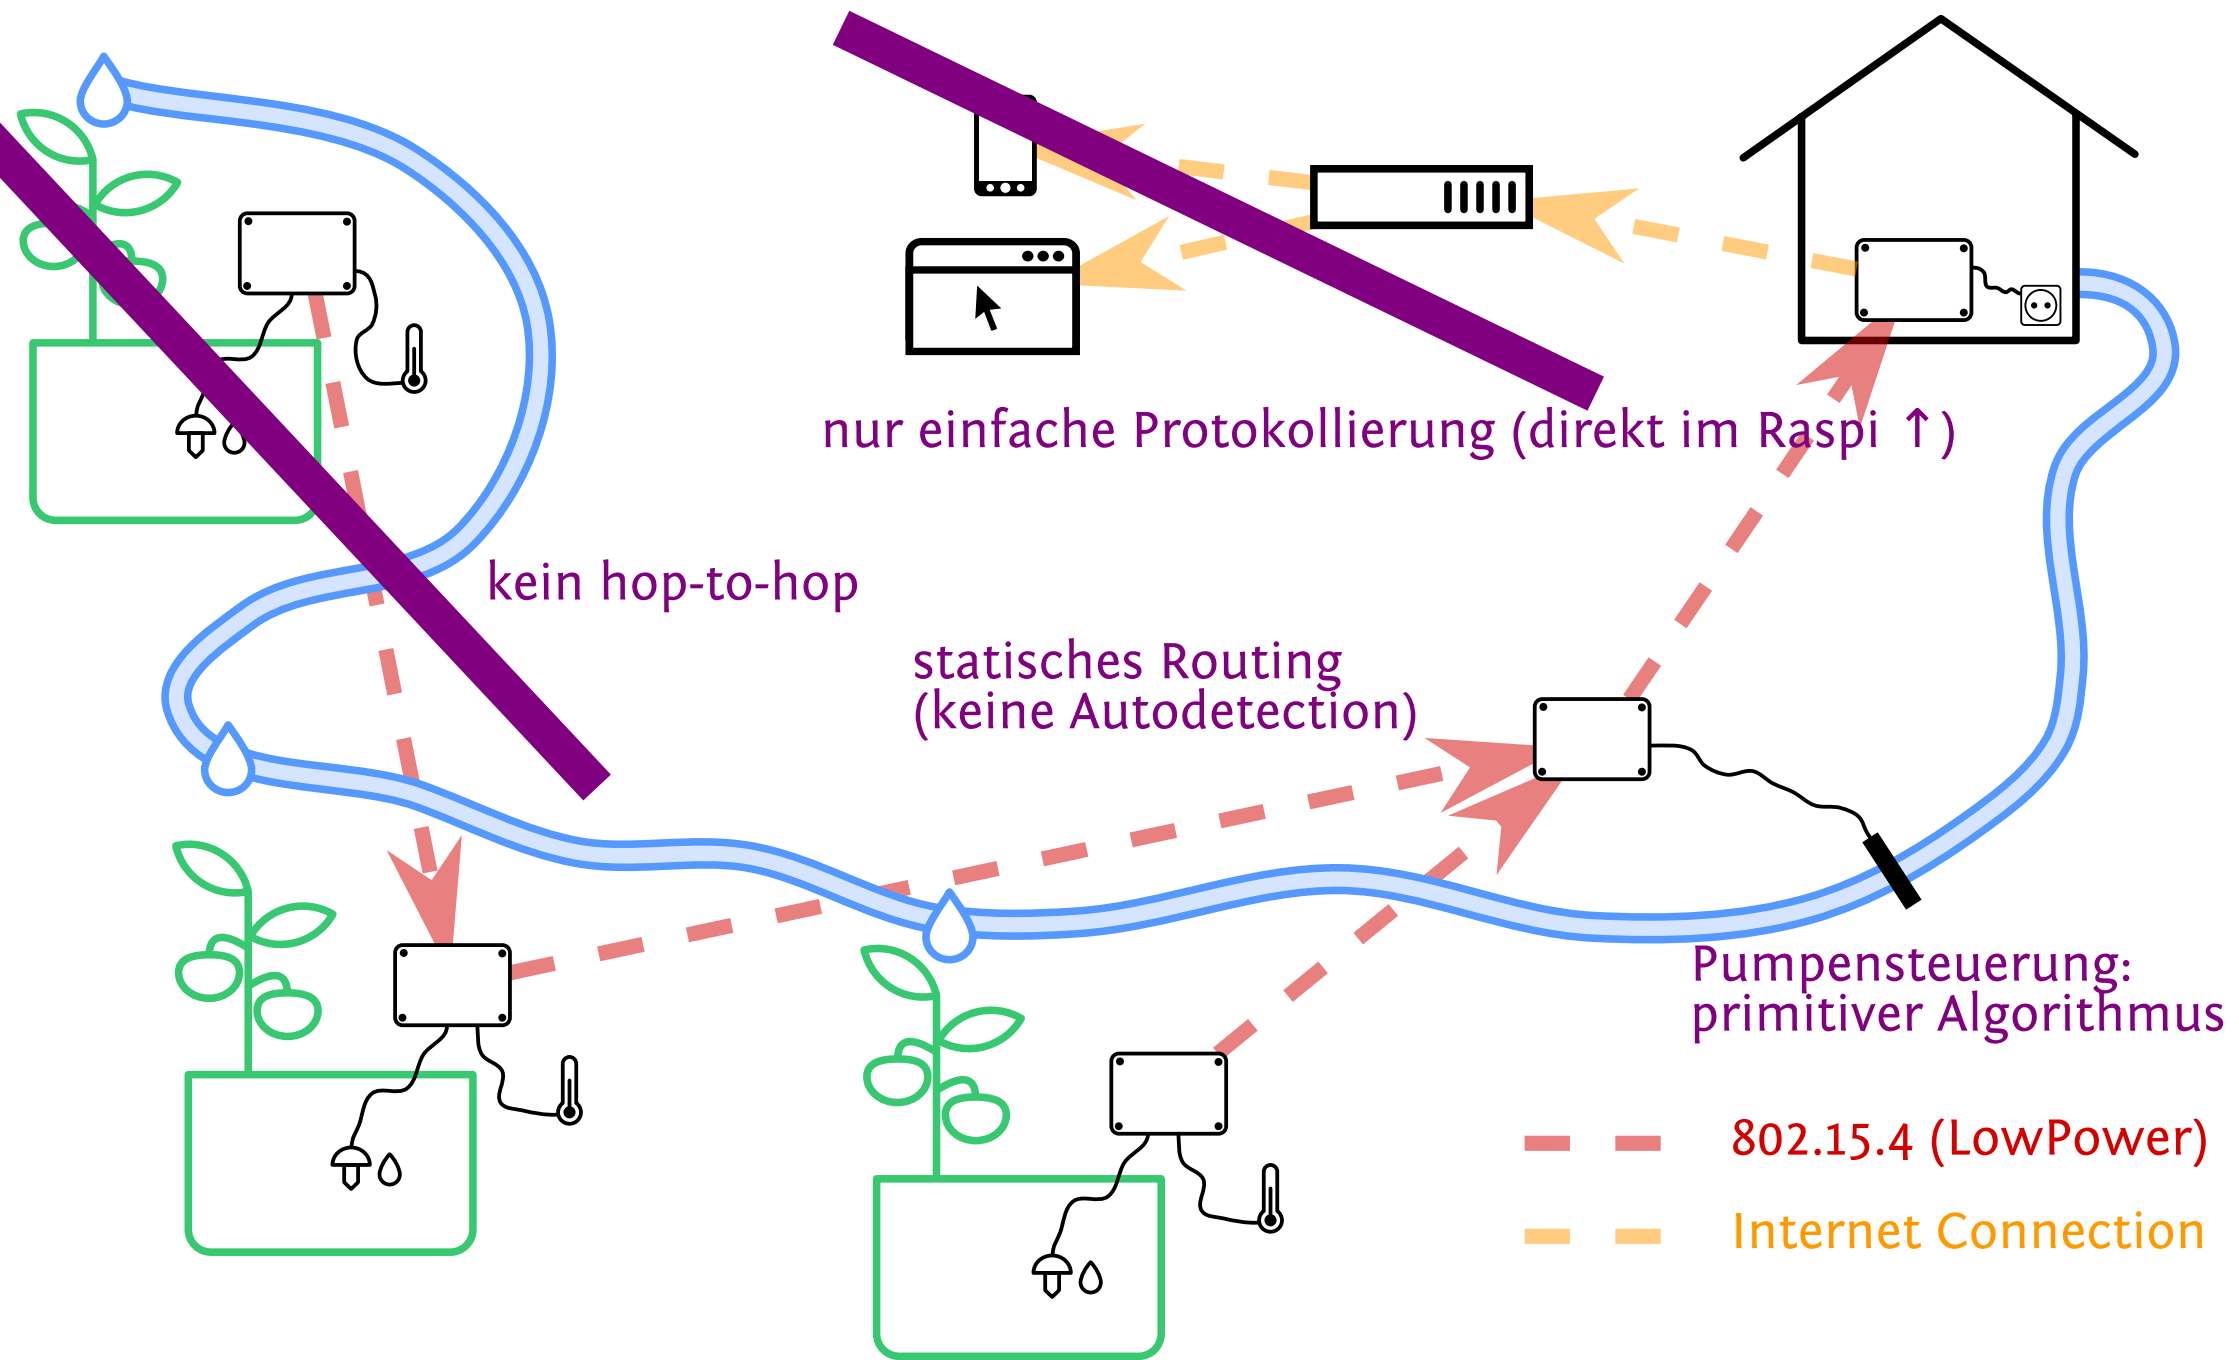 nur einfache Protokollierung (direkt im Raspi ↑)
kein hop-to-hop
statisches Routing
(keine Autodetection)
Pumpensteuerung:
primitiver Algorithmus
802.15.4 (LowPower)
Internet Connection